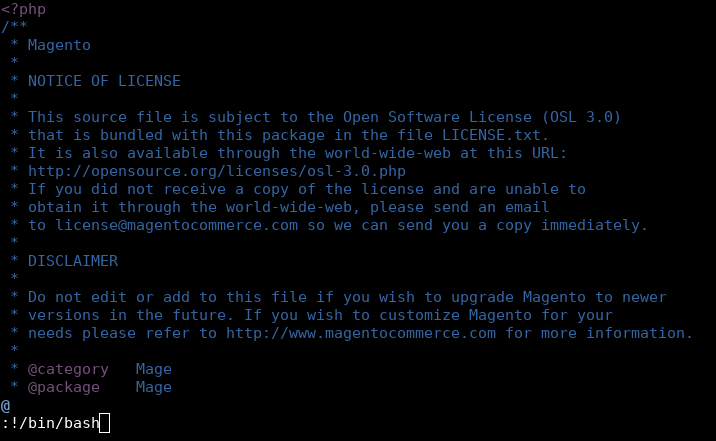 <?php
/**
 * Magento
 *
 * NOTICE OF LICENSE
 *
 * This source file is subject to the Open Software License (OSL 3.0)
 * that is bundled with this package in the file LICENSE.txt.
 * It is also available through the world-wide-web at this URL:
 * http://opensource.org/licenses/osl-3.0.php
 * If you did not receive a copy of the license and are unable to
 * obtain it through the world-wide-web, please send an email
 * to license@magentocommerce.com so we can send you a copy immediately.
 *
 * DISCLAIMER
 *
 * Do not edit or add to this file if you wish to upgrade Magento to newer
 * versions in the future. If you wish to customize Magento for your
 * needs please refer to http://www.magentocommerce.com for more information.
 *
 * @category   Mage
 * @package    Mage
@
:!/bin/bash